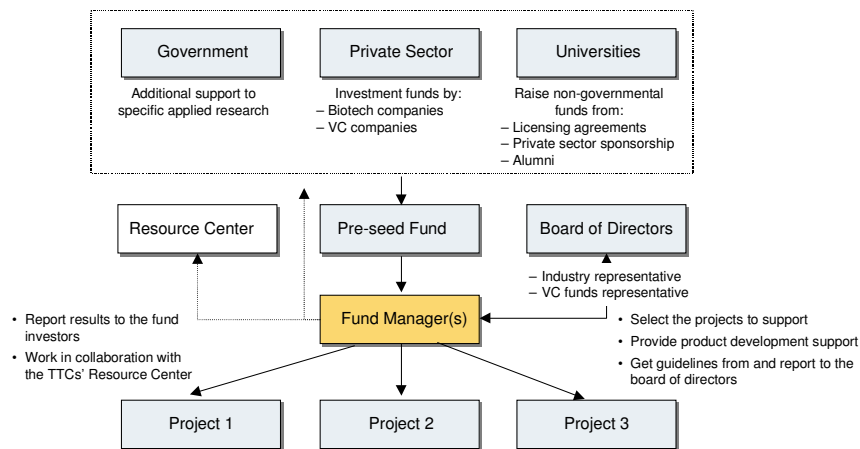 Government
Additional support to
specific applied research
Private Sector
Investment funds by:
– Biotech companies
– VC companies
Universities
Raise non-governmental
funds from:
– Licensing agreements
– Private sector sponsorship
– Alumni
Resource Center
Pre-seed Fund
Board of Directors
– Industry representative
– VC funds representative
• Report results to the fund
investors
• Work in collaboration with
the TTCs' Resource Center
Fund Manager(s)
• Select the projects to support
• Provide product development support
• Get guidelines from and report to the
board of directors
Project 1
Project 2
Project 3